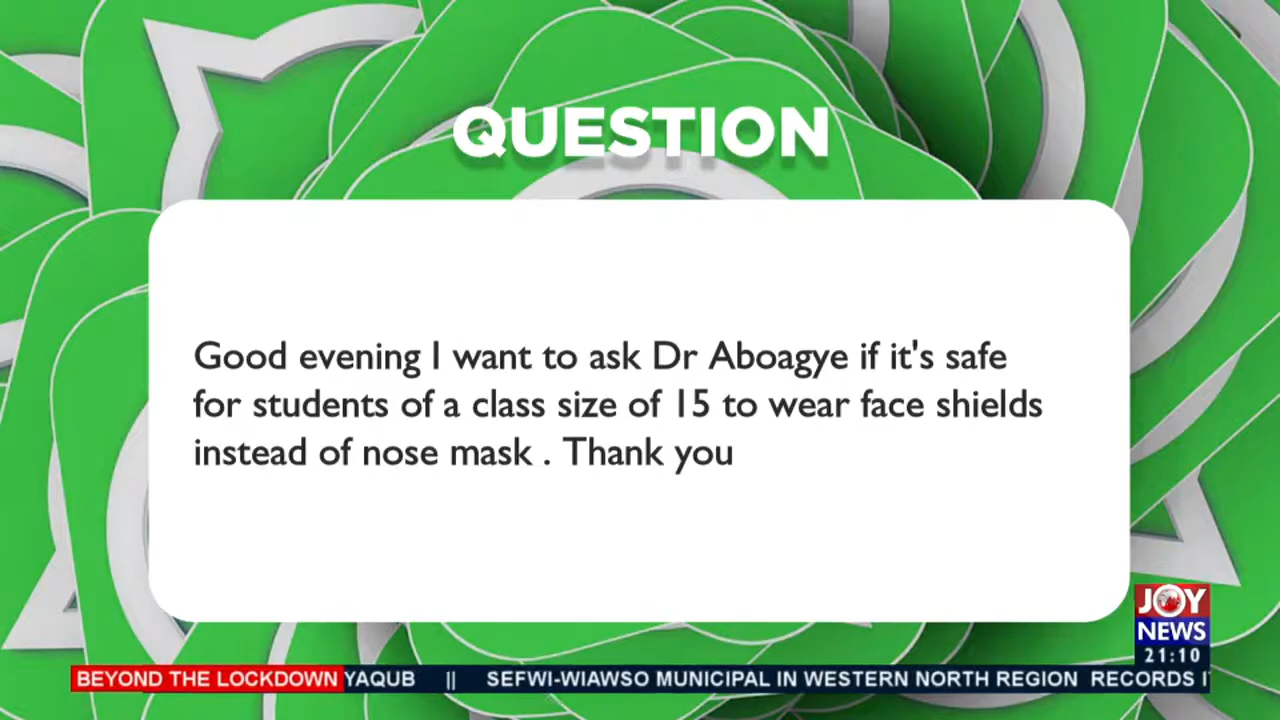 QUESTION
Good evening I want to ask Dr Aboagye if it's safe
for students of a class size of 15 to wear face shields
instead of nose mask . Thank you
JOY
NEWS
21:10
BEYOND THE LOCKDOWN YAQUB || SEFWI-WIAWSO MUNICIPAL IN WESTERN NORTH REGION RECORDS